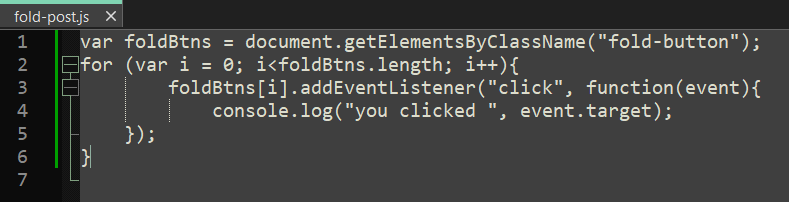 fold-post.js ×
1 var foldBtns = document.getElementsByClassName("fold-button");
2 for (var i = 0; i<foldBtns.length; i++){
3 foldBtns[i].addEventListener("click", function(event){
4 console.log("you clicked ", event.target);
5 });
6 }
7